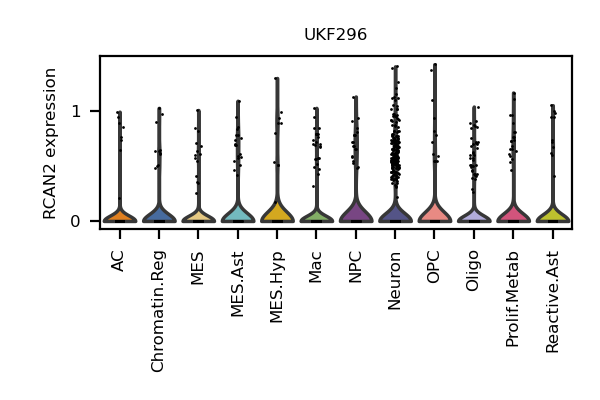 UKF296
RCAN2 expression
1
0
AC
Chromatin.Reg
MES
MES.Ast
MES.Hyp
Mac
NPC
Neuron
OPC
Oligo
Prolif.Metab
Reactive.Ast